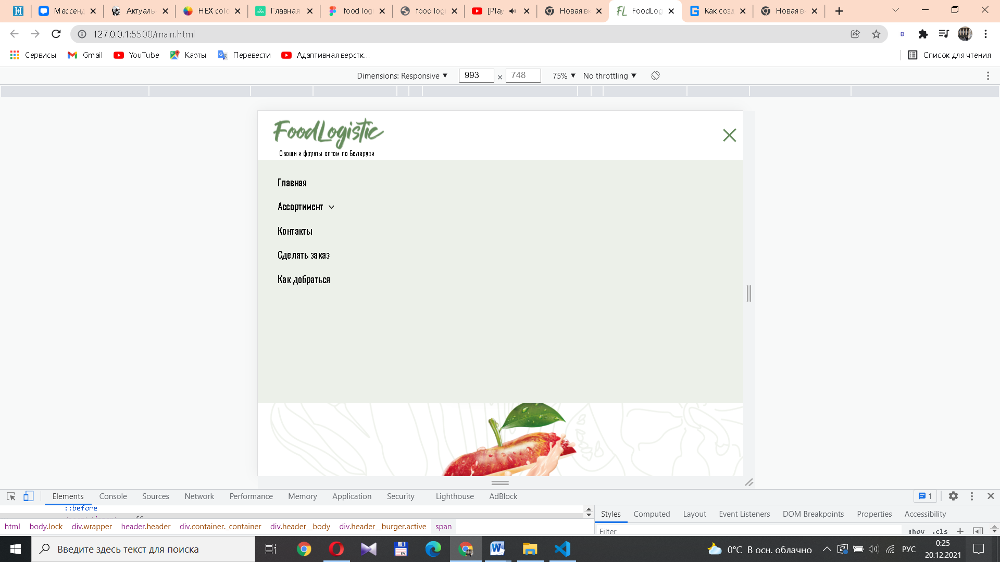 Мессенд Актуаль HEX colo Главная food logi food logi [Play Новая вк FoodLog Как созд Новая вк
127.0.0.1:5500/main.html
Сервисы Gmail YouTube Карты Перевести Адаптивная верстк... Список для чтения
Dimensions: Responsive ▼ 993 × 748 75% ▼ No throttling ▼
FoodLogistic
Овощи и фрукты оптом по Беларуси
Главная
Ассортимент
Контакты
Сделать заказ
Как добраться
Elements Console Sources Network Performance Memory Application Security Lighthouse AdBlock 1
::before
Styles Computed Layout Event Listeners DOM Breakpoints Properties Accessibility
html body.lock div.wrapper header.header div.container._container div.header__body div.header__burger.active span
Filter :hov .cls
Введите здесь текст для поиска
0°C В осн. облачно РУС
0:25
20.12.2021